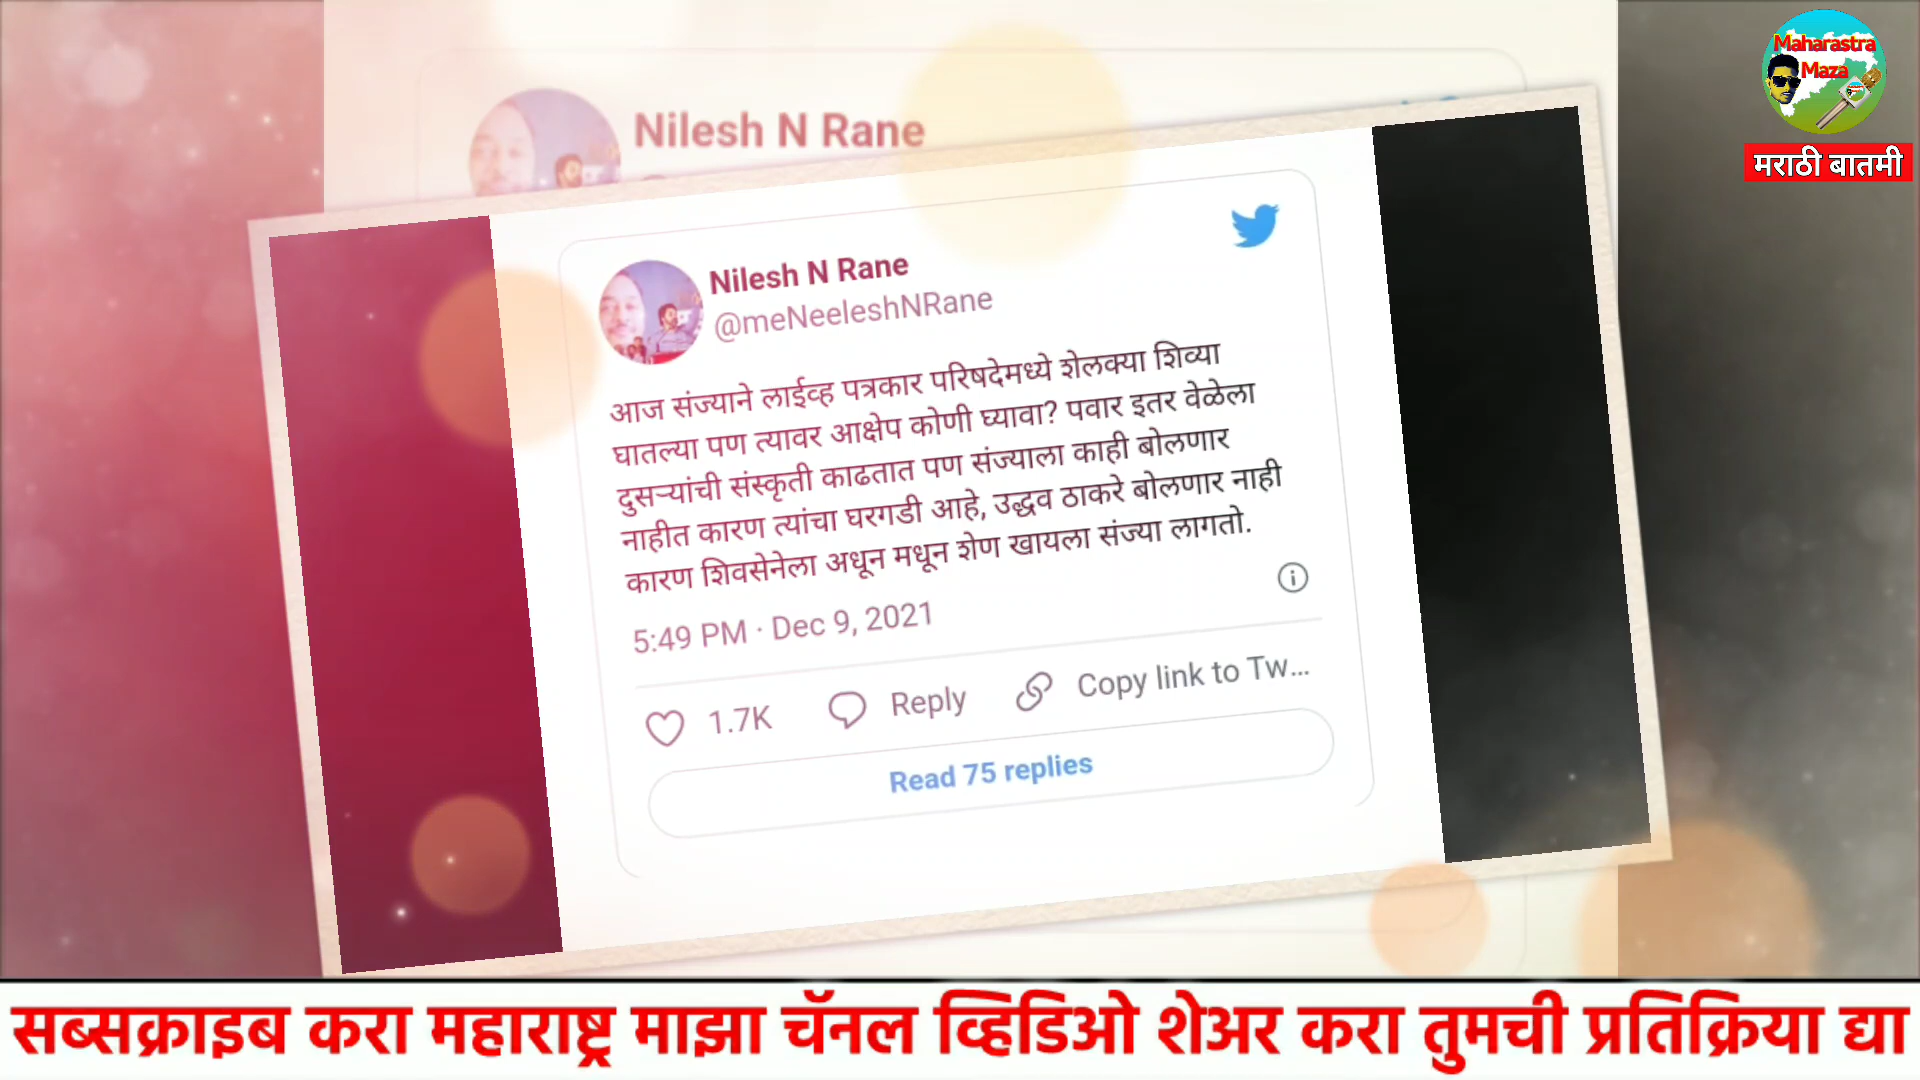 Maharastra
Maza
मराठी बातमी
Nilesh N Rane
Nilesh N Rane
@meNeeleshNRane
आज संज्याने लाईव्ह पत्रकार परिषदेमध्ये शेलक्या शिव्या
घातल्या पण त्यावर आक्षेप कोणी घ्यावा? पवार इतर वेळेला
दुसऱ्यांची संस्कृती काढतात पण संज्याला काही बोलणार
नाहीत कारण त्यांचा घरगडी आहे, उद्धव ठाकरे बोलणार नाही
कारण शिवसेनेला अधून मधून शेण खायला संज्या लागतो.
5:49 PM · Dec 9, 2021
1.7K Reply Copy link to Tw...
Read 75 replies
सब्सक्राइब करा महाराष्ट्र माझा चॅनल व्हिडिओ शेअर करा तुमची प्रतिक्रिया द्या